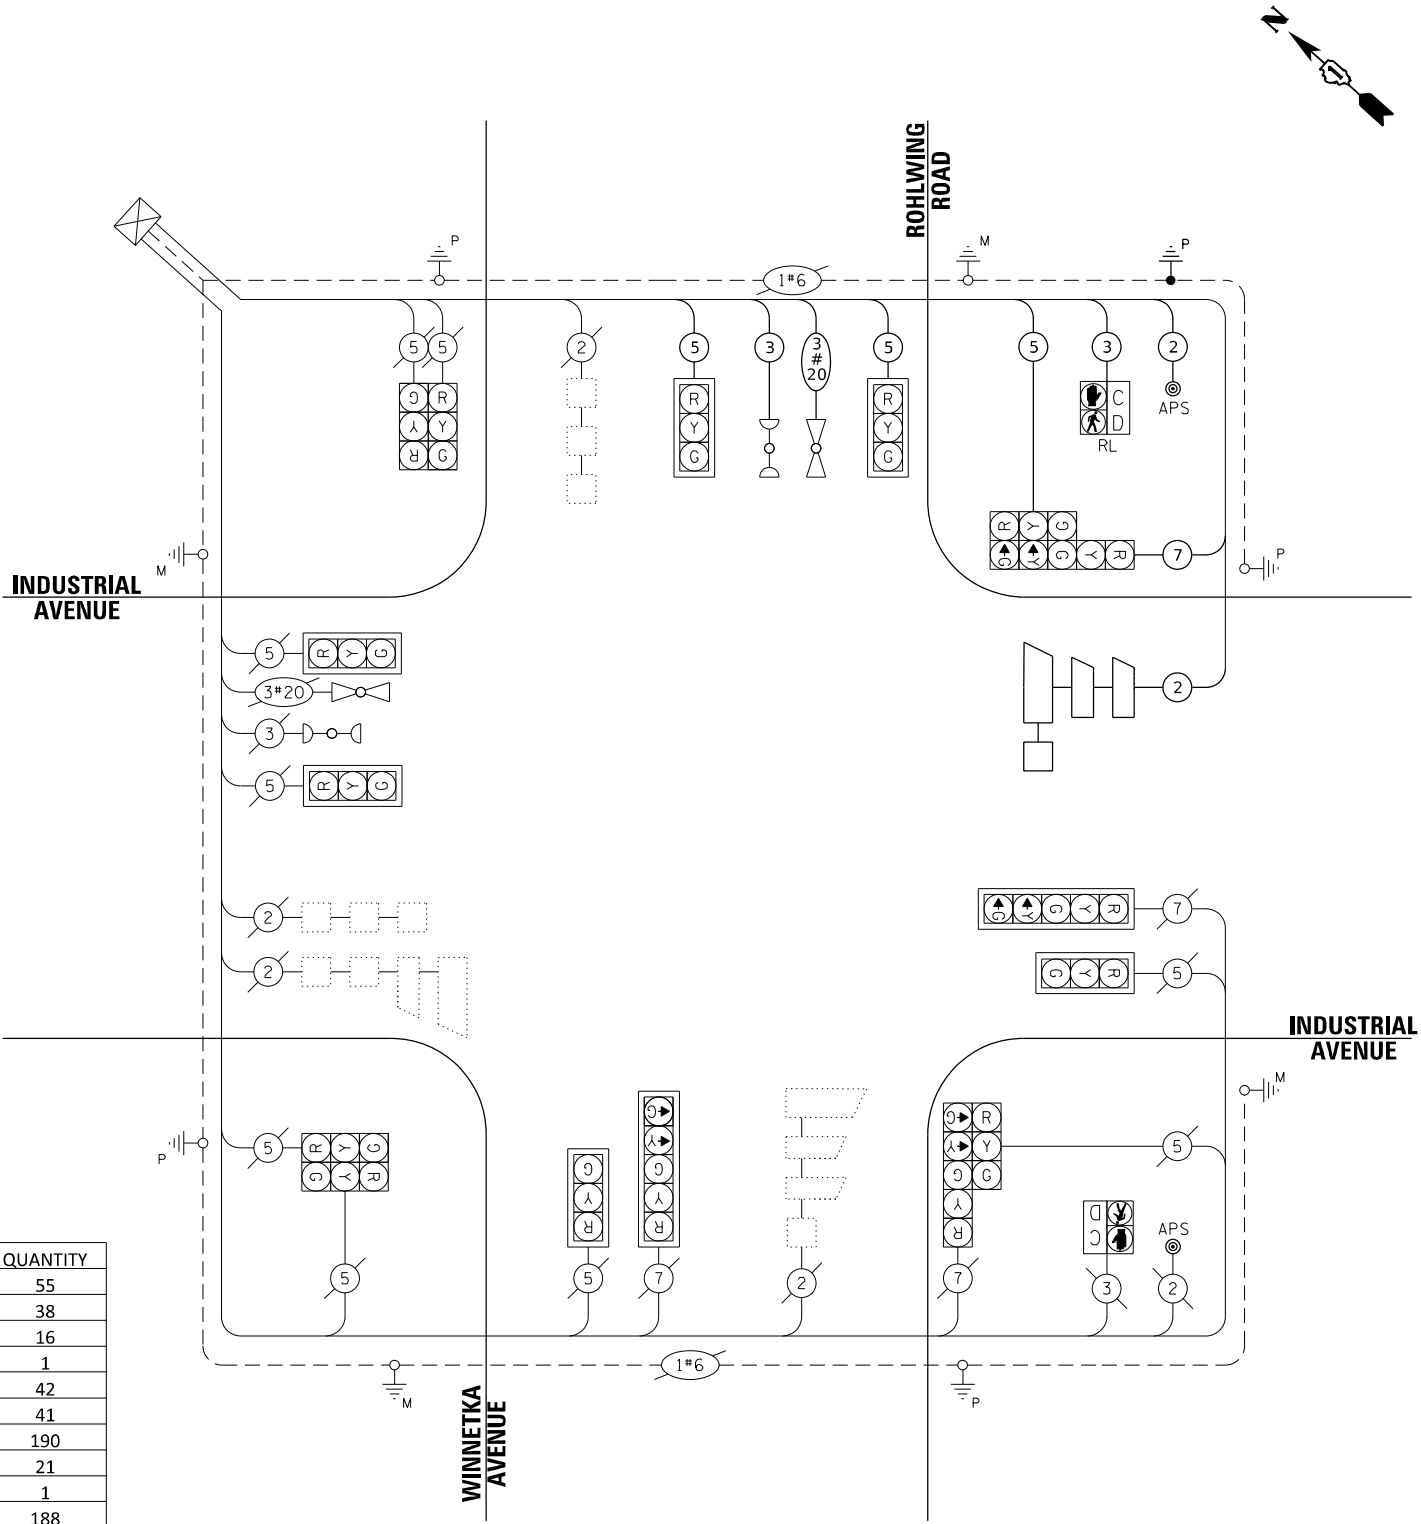 N
ROHLWING
ROAD
P
M
P
1#6
5
5
2
5
3
3
#
20
5
5
3
2
G R
Y Y
R G
R
Y
G
R
Y
G
C
D
RL
APS
R Y G
G Y G Y R
7
P
M
INDUSTRIAL
AVENUE
5
R Y G
3#20
3
5
R Y G
2
2
2
G Y G Y R
7
G Y R
5
INDUSTRIAL
AVENUE
M
P
5
R Y G
G Y R
5
G
Y
R
5
G
Y
G
Y
R
7
2
G R
Y Y
G G
Y
R
5
7
D
C
3
APS
2
1#6
M
P
WINNETKA
AVENUE
QUANTITY
55
38
16
1
42
41
190
21
1
188